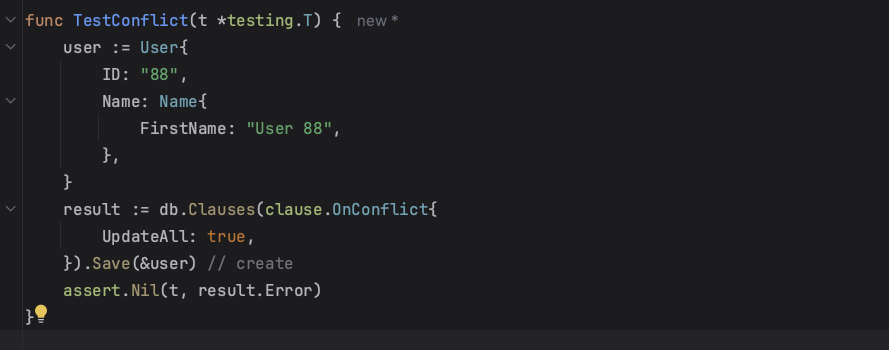 func TestConflict(t *testing.T) { new *
    user := User{
        ID: "88",
        Name: Name{
            FirstName: "User 88",
        },
    }
    result := db.Clauses(clause.OnConflict{
        UpdateAll: true,
    }).Save(&user) // create
    assert.Nil(t, result.Error)
}